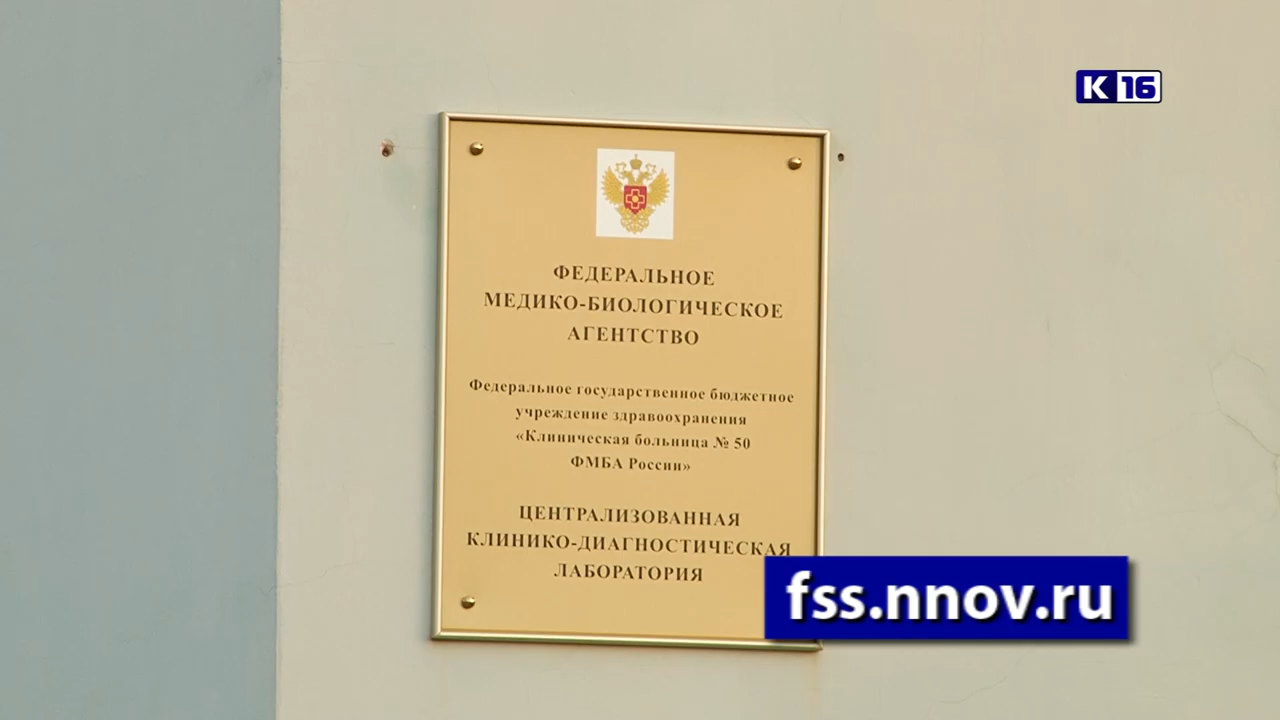 К 16
ФЕДЕРАЛЬНОЕ
МЕДИКО-БИОЛОГИЧЕСКОЕ
АГЕНТСТВО
Федеральное государственное бюджетное
учреждение здравоохранения
«Клиническая больница № 50
ФМБА России»
ЦЕНТРАЛИЗОВАННАЯ
КЛИНИКО-ДИАГНОСТИЧЕСКАЯ
ЛАБОРАТОРИЯ
fss.nnov.ru